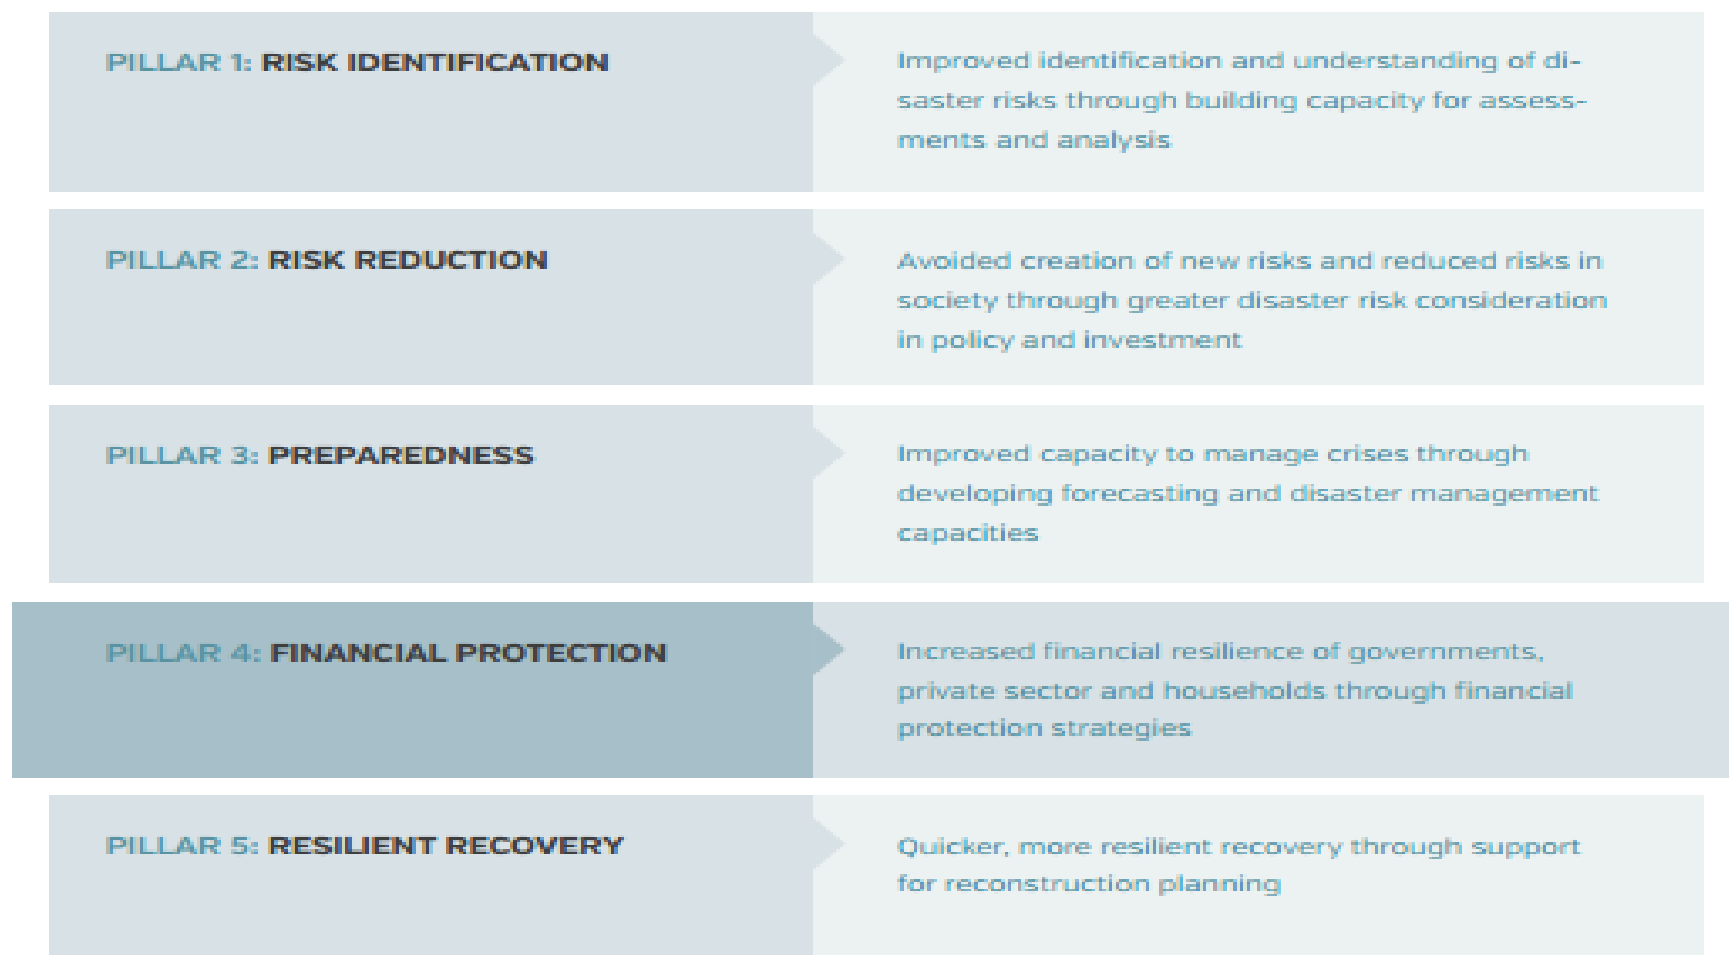 PILLAR 1: RISK IDENTIFICATION
Improved identification and understanding of di-
saster risks through building capacity for assess-
ments and analysis
PILLAR 2: RISK REDUCTION
Avoided creation of new risks and reduced risks in
society through greater disaster risk consideration
in policy and investment
PILLAR 3: PREPAREDNESS
Improved capacity to manage crises through
developing forecasting and disaster management
capacities
PILLAR 4: FINANCIAL PROTECTION
Increased financial resilience of governments,
private sector and households through financial
protection strategies
PILLAR 5: RESILIENT RECOVERY
Quicker, more resilient recovery through support
for reconstruction planning